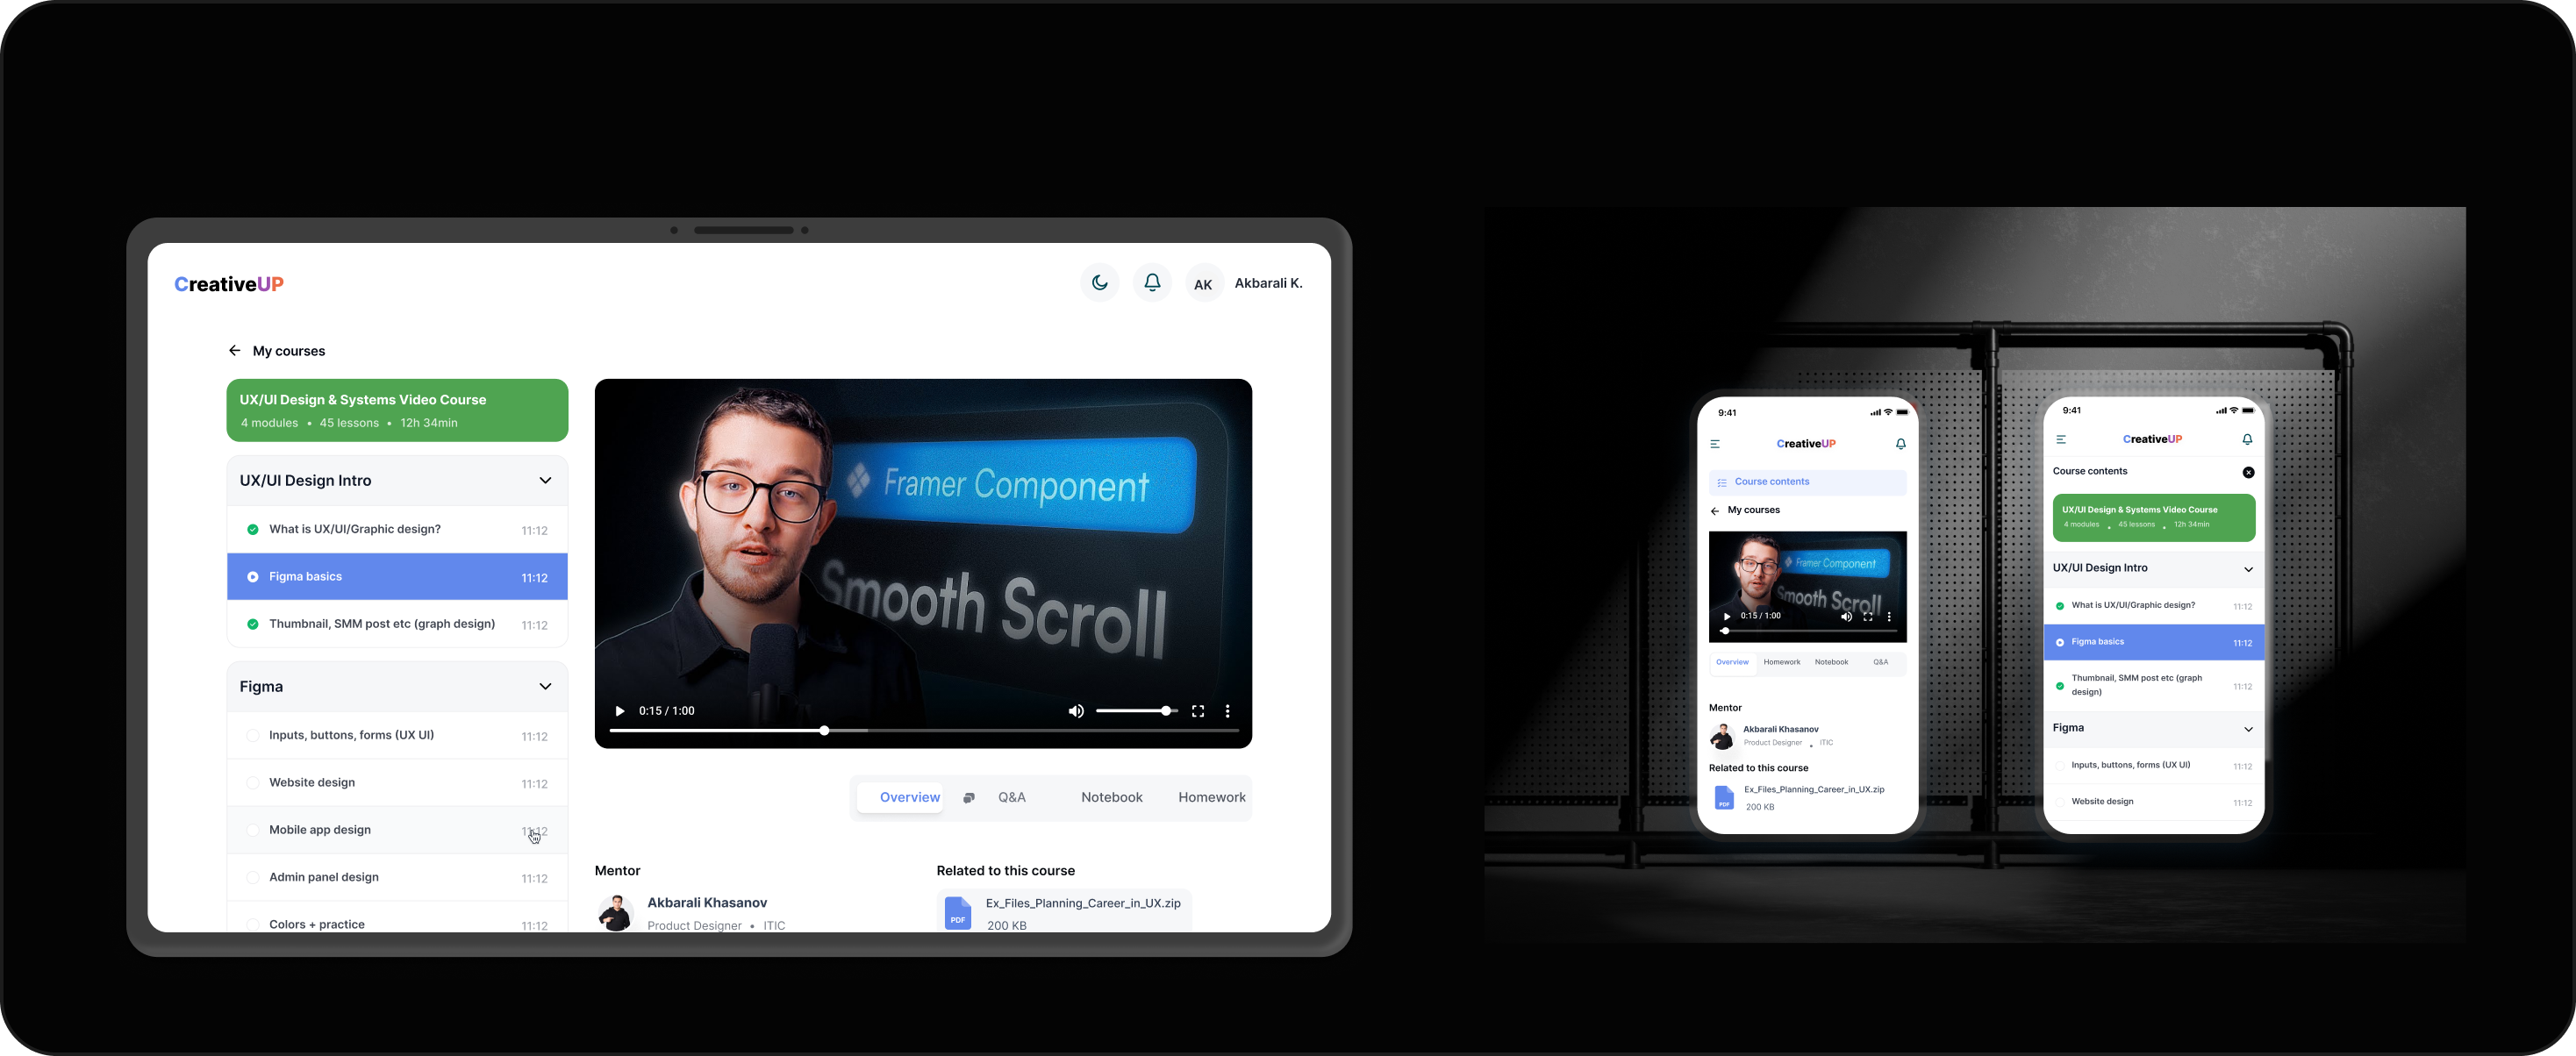 CreativeUP
AK
Akbarali K.
My courses
UX/UI Design & Systems Video Course
4 modules • 45 lessons • 12h 34min
UX/UI Design Intro
What is UX/UI/Graphic design? 11:12
Figma basics 11:12
Thumbnail, SMM post etc (graph design) 11:12
Figma
Inputs, buttons, forms (UX UI) 11:12
Website design 11:12
Mobile app design 11:12
Admin panel design 11:12
Colors + practice 11:12
Framer Component
Smooth Scroll
0:15 / 1:00
Overview Q&A Notebook Homework
Mentor
Akbarali Khasanov
Product Designer • ITIC
Related to this course
PDF
Ex_Files_Planning_Career_in_UX.zip
200 KB
9:41
CreativeUP
Course contents
My courses
Framer Component
Smooth Scroll
0:15 / 1:00
Overview Homework Notebook Q&A
Mentor
Akbarali Khasanov
Product Designer • ITIC
Related to this course
PDF
Ex_Files_Planning_Career_in_UX.zip
200 KB
9:41
CreativeUP
Course contents
UX/UI Design & Systems Video Course
4 modules • 45 lessons • 12h 34min
UX/UI Design Intro
What is UX/UI/Graphic design? 11:12
Figma basics 11:12
Thumbnail, SMM post etc (graph
design) 11:12
Figma
Inputs, buttons, forms (UX UI) 11:12
Website design 11:12